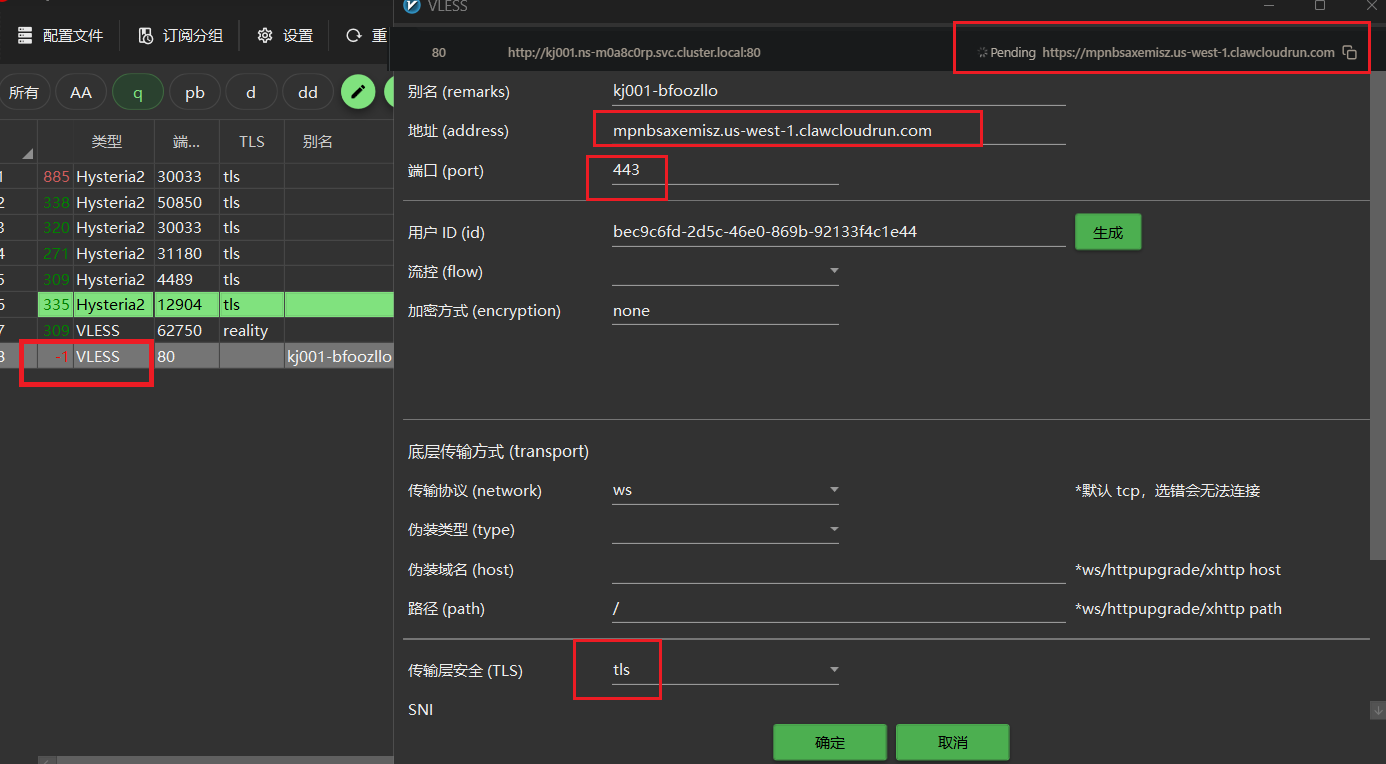 VLESS
配置文件 订阅分组 设置 重
80 http://kj001.ns-m0a8c0rp.svc.cluster.local:80 Pending https://mpnbsaxemisz.us-west-1.clawcloudrun.com
所有 AA q pb d dd
类型 端... TLS 别名
1 885 Hysteria2 30033 tls
2 338 Hysteria2 50850 tls
3 320 Hysteria2 30033 tls
4 271 Hysteria2 31180 tls
5 309 Hysteria2 4489 tls
6 335 Hysteria2 12904 tls
7 309 VLESS 62750 reality
8 -1 VLESS 80 kj001-bfoozllo
别名 (remarks) kj001-bfoozllo
地址 (address) mpnbsaxemisz.us-west-1.clawcloudrun.com
端口 (port) 443
用户 ID (id) bec9c6fd-2d5c-46e0-869b-92133f4c1e44 生成
流控 (flow)
加密方式 (encryption) none
底层传输方式 (transport)
传输协议 (network) ws *默认 tcp，选错会无法连接
伪装类型 (type)
伪装域名 (host) *ws/httpupgrade/xhttp host
路径 (path) / *ws/httpupgrade/xhttp path
传输层安全 (TLS) tls
SNI
确定 取消